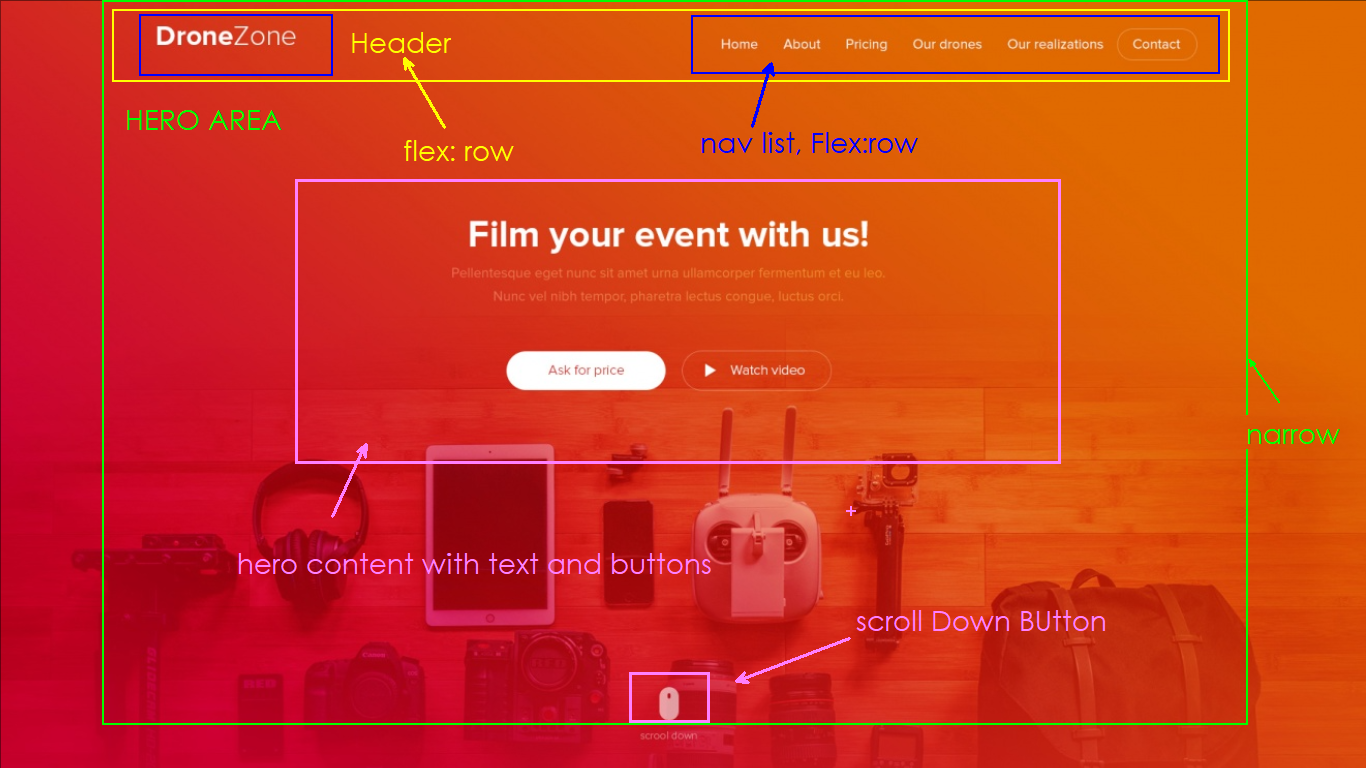 DroneZone
Header
Home About Pricing Our drones Our realizations Contact
HERO AREA
flex: row
nav list, Flex:row
Film your event with us!
Pellentesque eget nunc sit amet urna ullamcorper fermentum et eu leo.
Nunc vel nibh tempor, pharetra lectus congue, luctus orci.
Ask for price
Watch video
narrow
hero content with text and buttons
scroll Down BUtton
scrool down